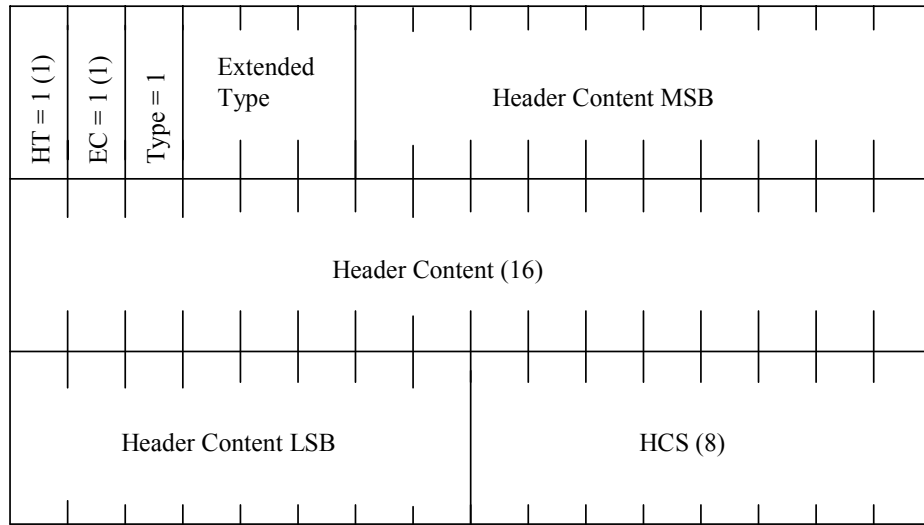 HT = 1 (1)
EC = 1 (1)
Type = 1
Extended
Type
Header Content MSB
Header Content (16)
Header Content LSB
HCS (8)